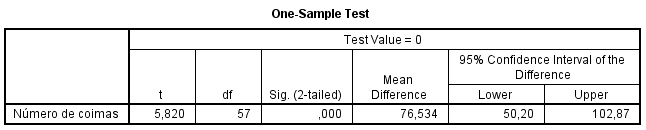 One-Sample Test
Test Value = 0
95% Confidence Interval of the
Difference
t df Sig. (2-tailed) Mean
Difference Lower Upper
Número de coimas 5,820 57 ,000 76,534 50,20 102,87